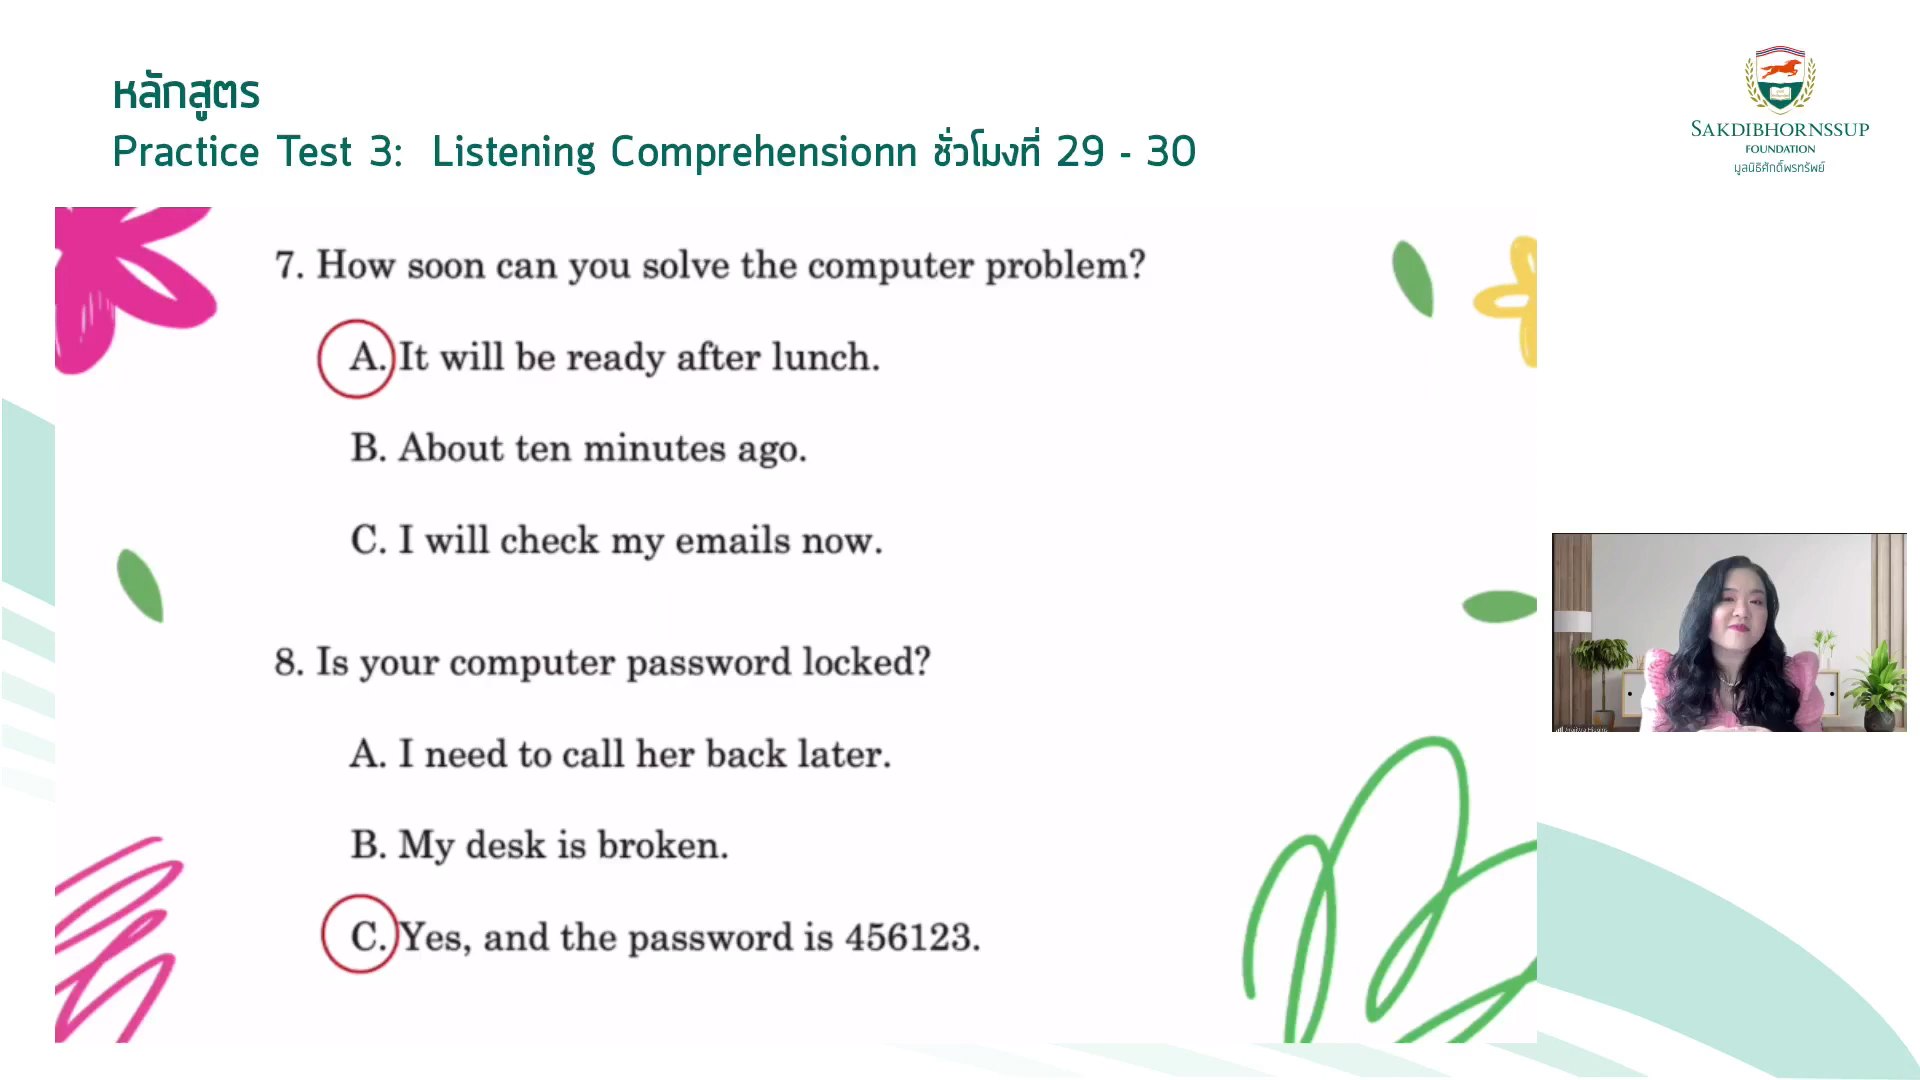 หลักสูตร
Practice Test 3: Listening Comprehensionn ชั่วโมงที่ 29 - 30
SAKDIBHORNSSUP
FOUNDATION
มูลนิธิศักดิ์พรทรัพย์
7. How soon can you solve the computer problem?
A. It will be ready after lunch.
B. About ten minutes ago.
C. I will check my emails now.
8. Is your computer password locked?
A. I need to call her back later.
B. My desk is broken.
C. Yes, and the password is 456123.